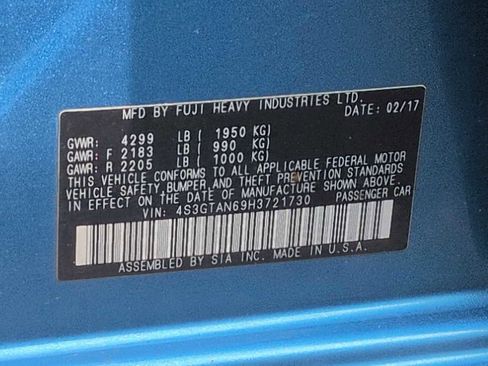 MFD BY FUJI HEAVY INDUSTRIES LTD.
DATE: 02/17
GVWR: 4299 LB ( 1950 KG)
GAWR: F 2183 LB ( 990 KG)
GAWR: R 2205 LB ( 1000 KG)
THIS VEHICLE CONFORMS TO ALL APPLICABLE FEDERAL MOTOR
VEHICLE SAFETY, BUMPER, AND THEFT PREVENTION STANDARDS
IN EFFECT ON THE DATE OF MANUFACTURE SHOWN ABOVE.
VIN: 4S3GTAN69H3721730 PASSENGER CAR
ASSEMBLED BY SIA INC. MADE IN U.S.A.